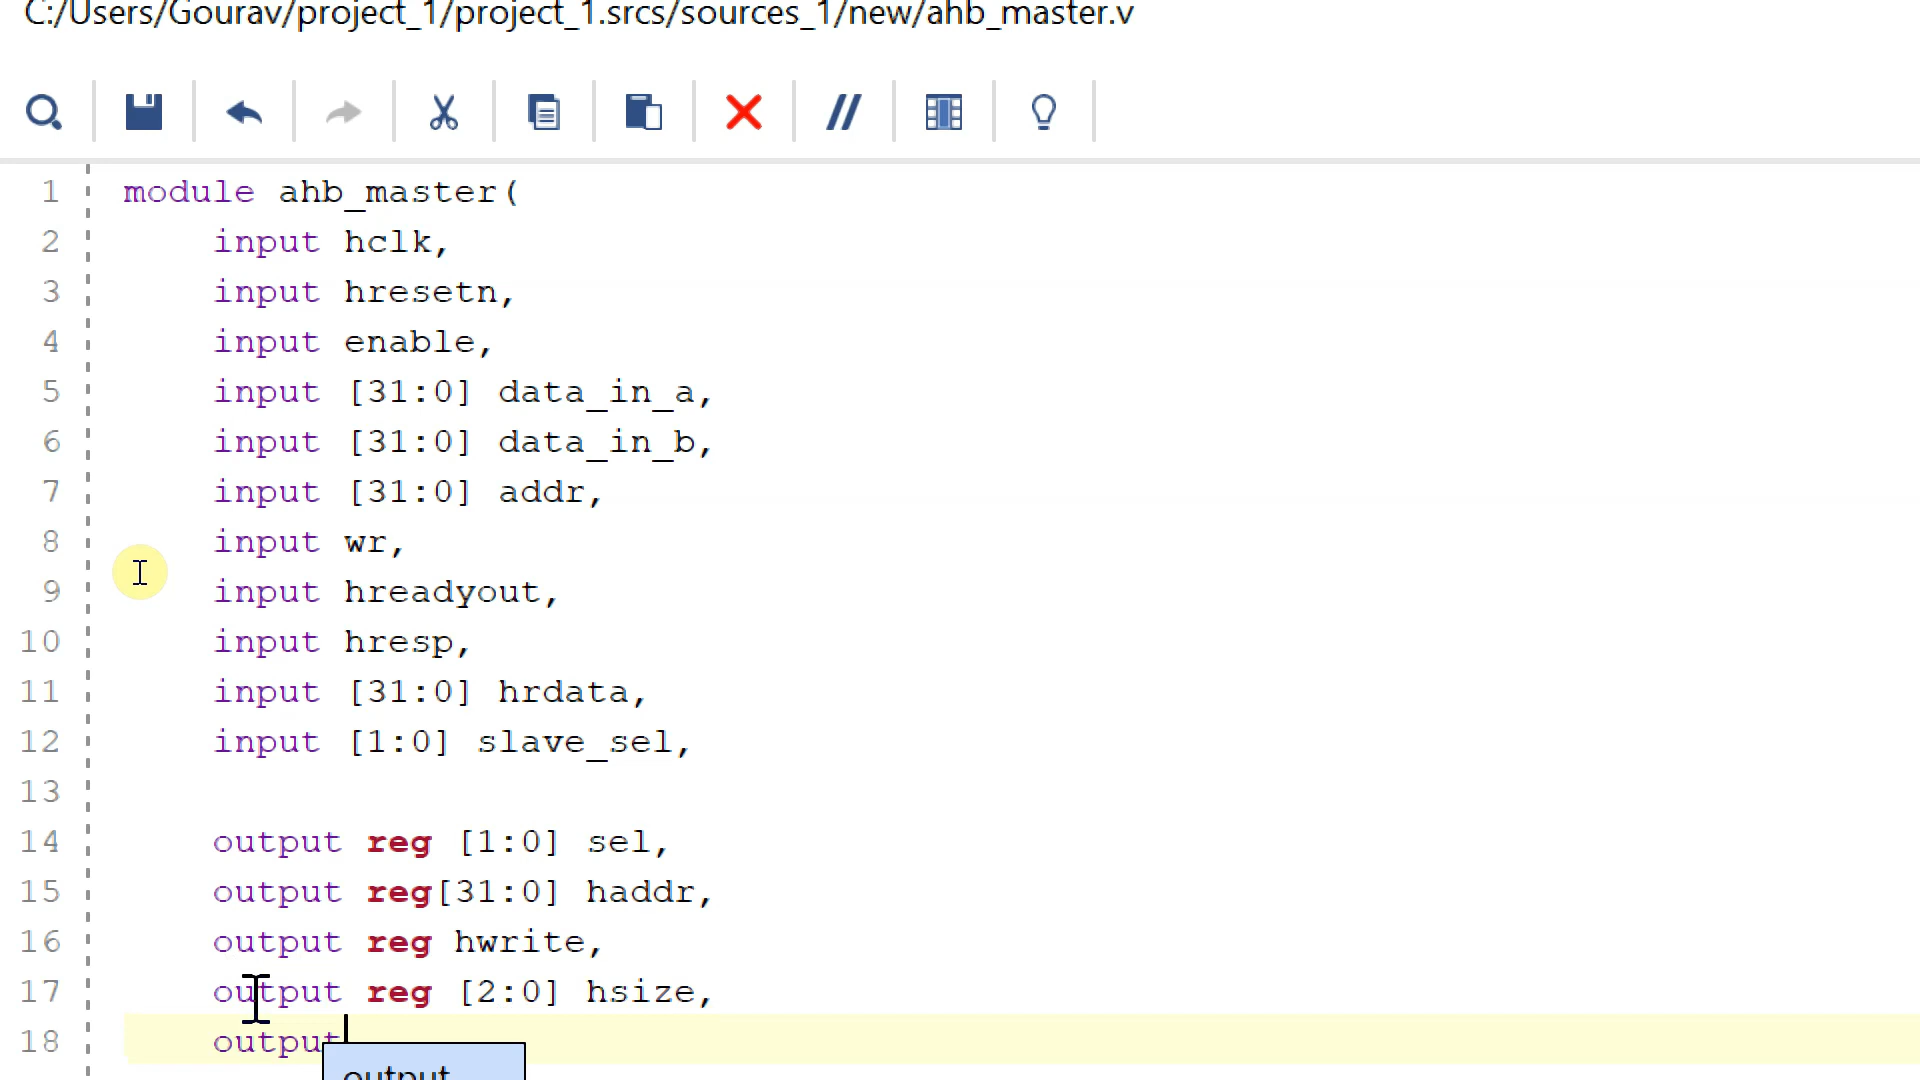 C:/Users/Gourav/project_1/project_1.srcs/sources_1/new/ahb_master.v
1 module ahb_master(
2 input hclk,
3 input hresetn,
4 input enable,
5 input [31:0] data_in_a,
6 input [31:0] data_in_b,
7 input [31:0] addr,
8 input wr,
9 input hreadyout,
10 input hresp,
11 input [31:0] hrdata,
12 input [1:0] slave_sel,
13
14 output reg [1:0] sel,
15 output reg[31:0] haddr,
16 output reg hwrite,
17 output reg [2:0] hsize,
18 output
output